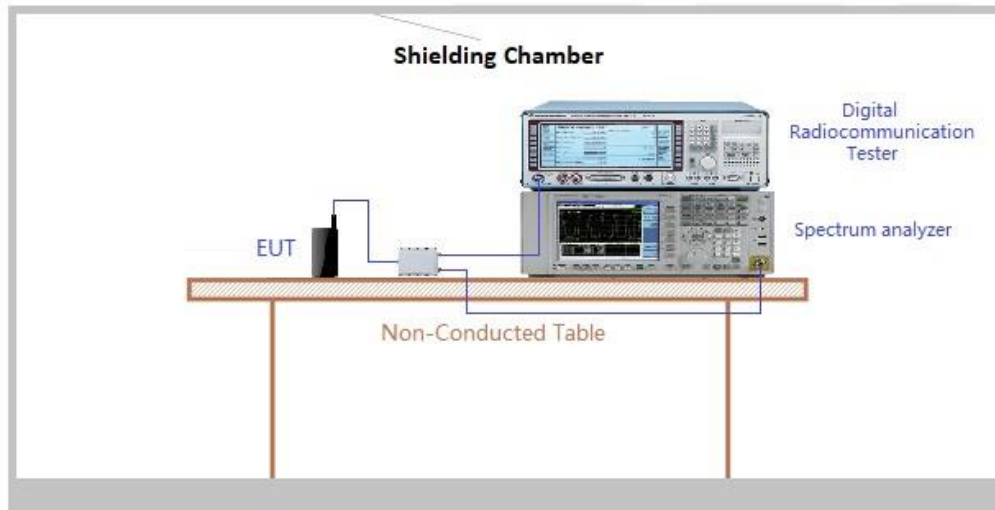 Shielding Chamber
Digital
Radiocommunication
Tester
Spectrum analyzer
EUT
Non-Conducted Table